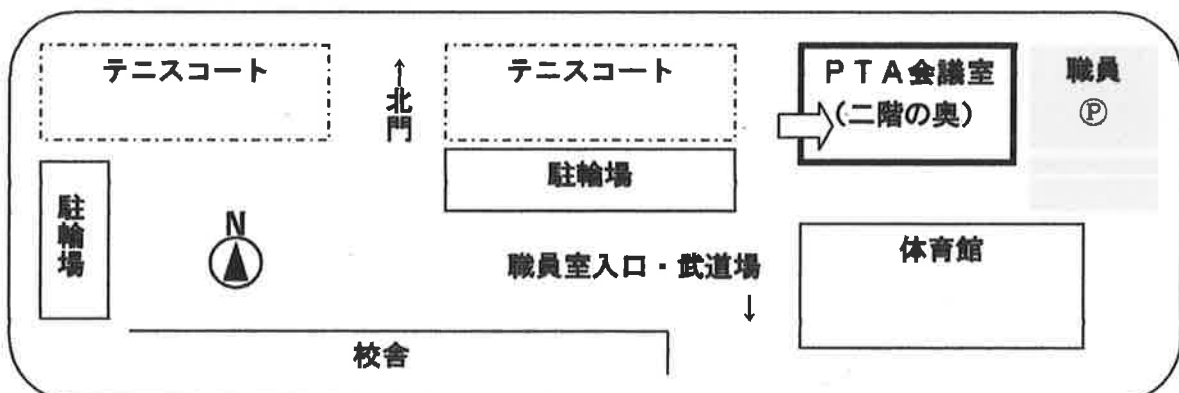 テニスコート
↑
北門
テニスコート
PTA会議室
(二階の奥)
職員
Ⓟ
駐輪場
駐輪場
N
職員室入口・武道場
↓
体育館
校舎